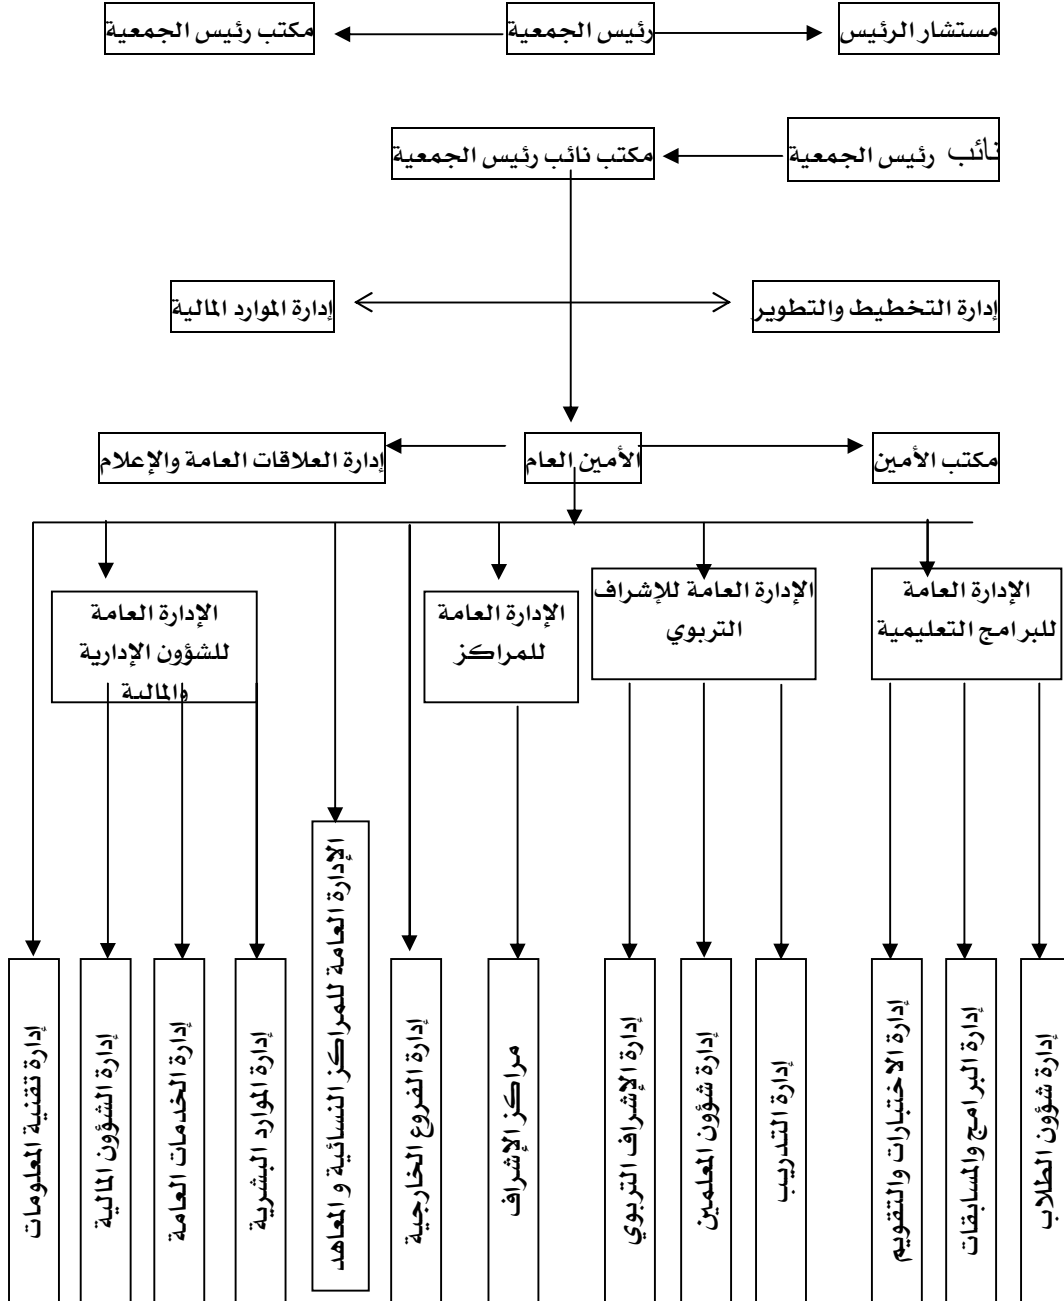 مستشار الرئيس
رئيس الجمعية
مكتب رئيس الجمعية
نائب رئيس الجمعية
مكتب نائب رئيس الجمعية
إدارة التخطيط والتطوير
إدارة الموارد المالية
مكتب الأمين
الأمين العام
إدارة العلاقات العامة والإعلام
الإدارة العامة
للبرامج التعليمية
الإدارة العامة للإشراف
التربوي
الإدارة العامة
للمراكز
الإدارة العامة
للشؤون الإدارية
والمالية
إدارة شؤون الطلاب
إدارة البرامج والمسابقات
إدارة الاختبارات والتقويم
إدارة التدريب
إدارة شؤون المعلمين
إدارة الإشراف التربوي
مراكز الإشراف
إدارة الفروع الخارجية
الإدارة العامة للمراكز النسائية و المعاهد
إدارة الموارد البشرية
إدارة الخدمات العامة
إدارة الشؤون المالية
إدارة تقنية المعلومات